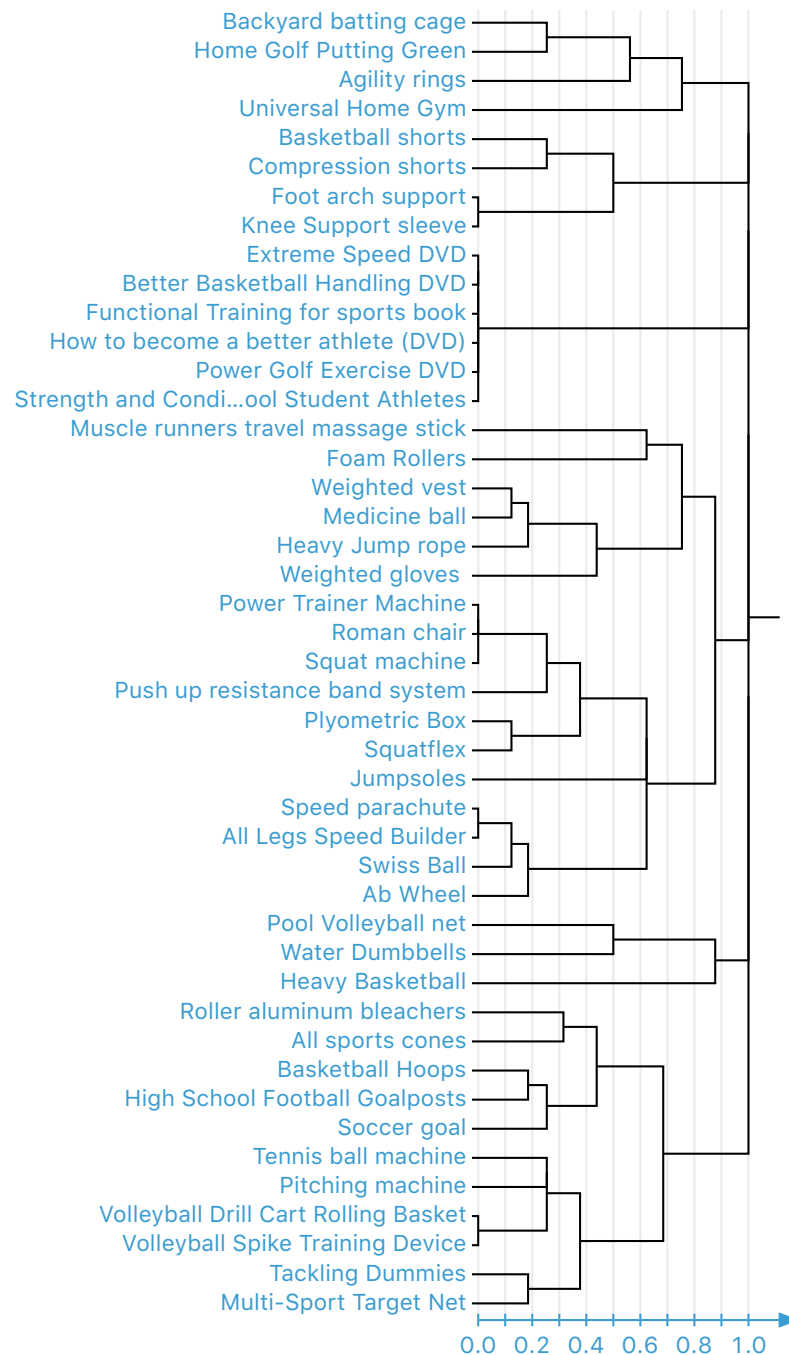 Backyard batting cage
Home Golf Putting Green
Agility rings
Universal Home Gym
Basketball shorts
Compression shorts
Foot arch support
Knee Support sleeve
Extreme Speed DVD
Better Basketball Handling DVD
Functional Training for sports book
How to become a better athlete (DVD)
Power Golf Exercise DVD
Strength and Condi...ool Student Athletes
Muscle runners travel massage stick
Foam Rollers
Weighted vest
Medicine ball
Heavy Jump rope
Weighted gloves
Power Trainer Machine
Roman chair
Squat machine
Push up resistance band system
Plyometric Box
Squatflex
Jumpsoles
Speed parachute
All Legs Speed Builder
Swiss Ball
Ab Wheel
Pool Volleyball net
Water Dumbbells
Heavy Basketball
Roller aluminum bleachers
All sports cones
Basketball Hoops
High School Football Goalposts
Soccer goal
Tennis ball machine
Pitching machine
Volleyball Drill Cart Rolling Basket
Volleyball Spike Training Device
Tackling Dummies
Multi-Sport Target Net
0.0 0.2 0.4 0.6 0.8 1.0